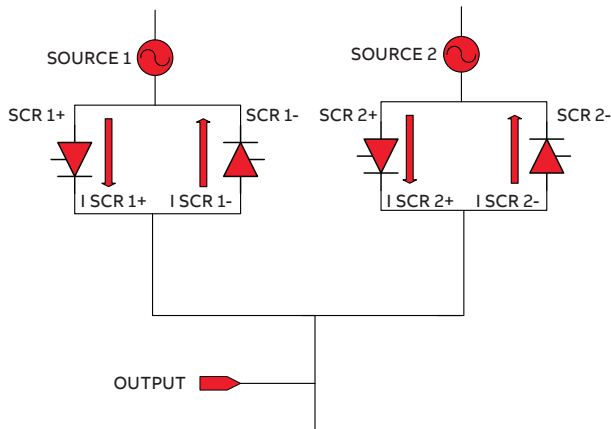 SOURCE 1
SOURCE 2
SCR 1+
SCR 1-
SCR 2+
SCR 2-
I SCR 1+
I SCR 1-
I SCR 2+
I SCR 2-
OUTPUT